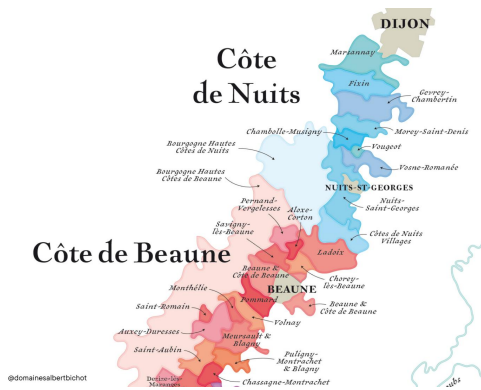 DIJON
Marsannay
Côte
de Nuits
Fixin
Gevrey-
Chambertin
Chambolle-Musigny
Morey-Saint-Denis
Bourgogne Hautes
Côtes de Nuits
Vougeot
Vosne-Romanée
Bourgogne Hautes
Côtes de Beaune
NUITS-ST-GEORGES
Pernand-
Vergelesses
Aloxe-
Corton
Nuits-
Saint-Georges
Savigny-
lès-Beaune
Côtes de Nuits
Villages
Côte de Beaune
Ladoix
Beaune &
Côte de Beaune
Chorey-
lès-Beaune
Monthélie
BEAUNE
Pommard
Saint-Romain
Beaune &
Côte de Beaune
Volnay
Auxey-Duresses
Meursault &
Blagny
Saint-Aubin
Puligny-
Montrachet
& Blagny
Chassagne-Montrachet
@domainesalbertbichot